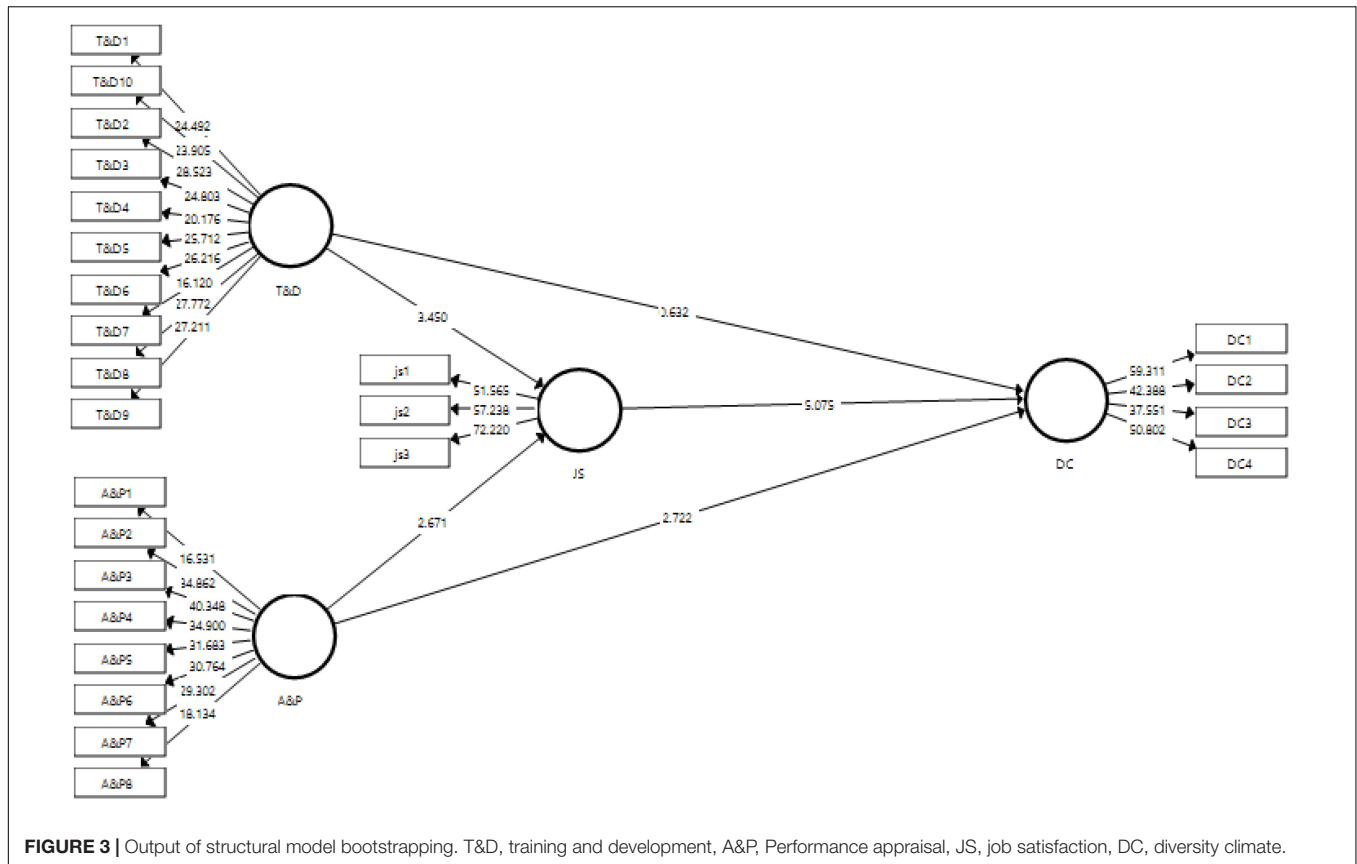 T&D1
T&D10
T&D2
T&D3
T&D4
T&D5
T&D6
T&D7
T&D8
T&D9
24.492
23.905
28.523
24.803
20.176
25.712
26.216
16.120
27.772
27.211
T&D
3.450
0.632
js1
js2
js3
51.565
57.238
72.220
JS
5.075
DC
59.311
42.388
37.551
50.802
DC1
DC2
DC3
DC4
2.671
2.722
A&P1
A&P2
A&P3
A&P4
A&P5
A&P6
A&P7
A&P8
16.531
34.862
40.348
34.900
31.683
30.764
29.302
18.134
A&P
FIGURE 3 | Output of structural model bootstrapping. T&D, training and development, A&P, Performance appraisal, JS, job satisfaction, DC, diversity climate.